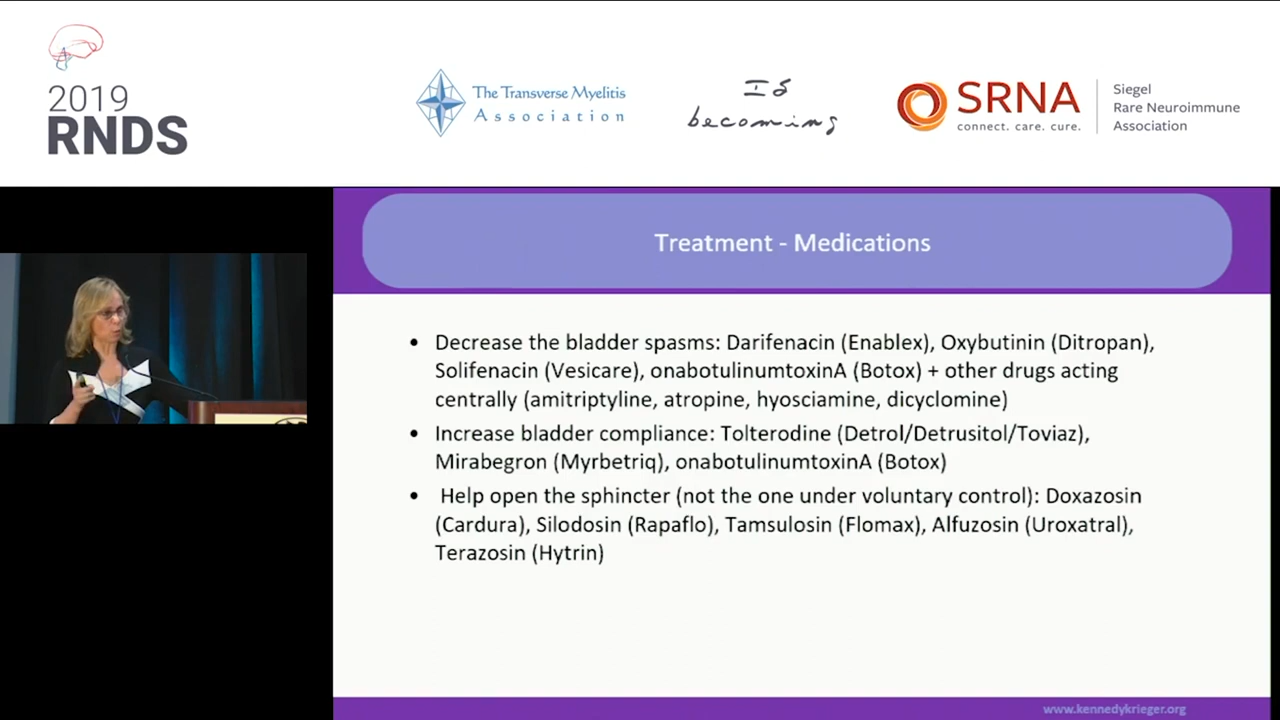 2019
RNDS
The Transverse Myelitis
Association
Is
becoming
SRNA
connect. care. cure.
Siegel
Rare Neuroimmune
Association
Treatment - Medications
• Decrease the bladder spasms: Darifenacin (Enablex), Oxybutinin (Ditropan),
Solifenacin (Vesicare), onabotulinumtoxinA (Botox) + other drugs acting
centrally (amitriptyline, atropine, hyosciamine, dicyclomine)
• Increase bladder compliance: Tolterodine (Detrol/Detrusitol/Toviaz),
Mirabegron (Myrbetriq), onabotulinumtoxinA (Botox)
• Help open the sphincter (not the one under voluntary control): Doxazosin
(Cardura), Silodosin (Rapaflo), Tamsulosin (Flomax), Alfuzosin (Uroxatral),
Terazosin (Hytrin)
www.kennedykrieger.org